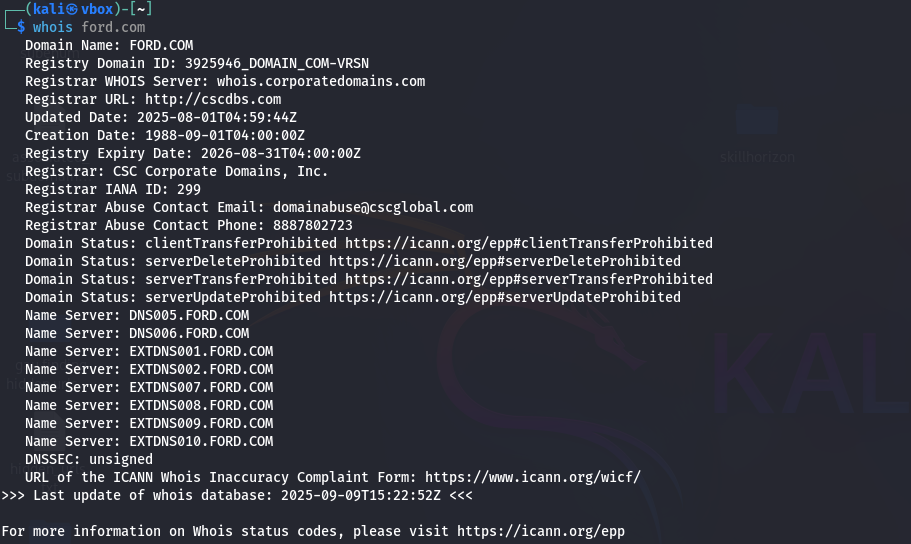 ┌──(kali㉿vbox)-[~]
└─$ whois ford.com
Domain Name: FORD.COM
Registry Domain ID: 3925946_DOMAIN_COM-VRSN
Registrar WHOIS Server: whois.corporatedomains.com
Registrar URL: http://cscdbs.com
Updated Date: 2025-08-01T04:59:44Z
Creation Date: 1988-09-01T04:00:00Z
Registry Expiry Date: 2026-08-31T04:00:00Z
Registrar: CSC Corporate Domains, Inc.
Registrar IANA ID: 299
Registrar Abuse Contact Email: domainabuse@cscglobal.com
Registrar Abuse Contact Phone: 8887802723
Domain Status: clientTransferProhibited https://icann.org/epp#clientTransferProhibited
Domain Status: serverDeleteProhibited https://icann.org/epp#serverDeleteProhibited
Domain Status: serverTransferProhibited https://icann.org/epp#serverTransferProhibited
Domain Status: serverUpdateProhibited https://icann.org/epp#serverUpdateProhibited
Name Server: DNS005.FORD.COM
Name Server: DNS006.FORD.COM
Name Server: EXTDNS001.FORD.COM
Name Server: EXTDNS002.FORD.COM
Name Server: EXTDNS007.FORD.COM
Name Server: EXTDNS008.FORD.COM
Name Server: EXTDNS009.FORD.COM
Name Server: EXTDNS010.FORD.COM
DNSSEC: unsigned
URL of the ICANN Whois Inaccuracy Complaint Form: https://www.icann.org/wicf/
>>> Last update of whois database: 2025-09-09T15:22:52Z <<<
For more information on Whois status codes, please visit https://icann.org/epp
skillhorizon
KAL